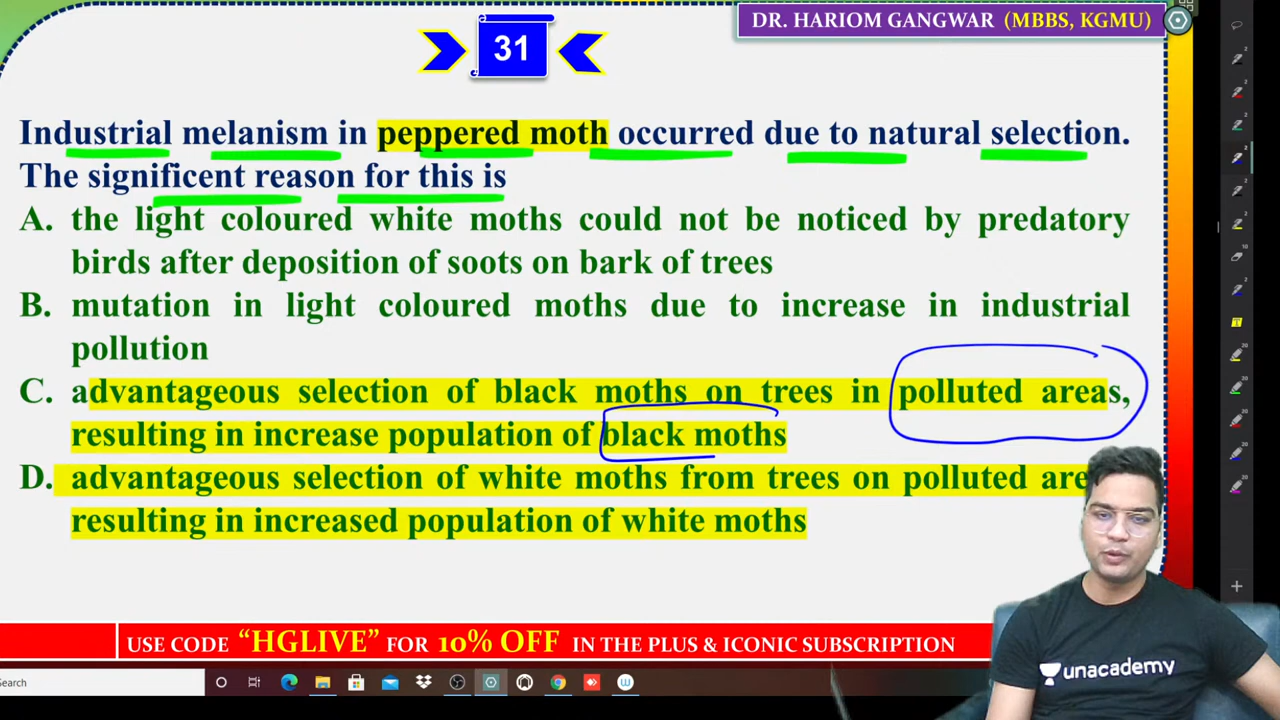 DR. HARIOM GANGWAR (MBBS, KGMU)
31
Industrial melanism in peppered moth occurred due to natural selection.
The significent reason for this is
A. the light coloured white moths could not be noticed by predatory
birds after deposition of soots on bark of trees
B. mutation in light coloured moths due to increase in industrial
pollution
C. advantageous selection of black moths on trees in polluted areas,
resulting in increase population of black moths
D. advantageous selection of white moths from trees on polluted
resulting in increased population of white moths
unacademy
USE CODE “HGLIVE” FOR 10% OFF IN THE PLUS & ICONIC SUBSCRIPTION
Search